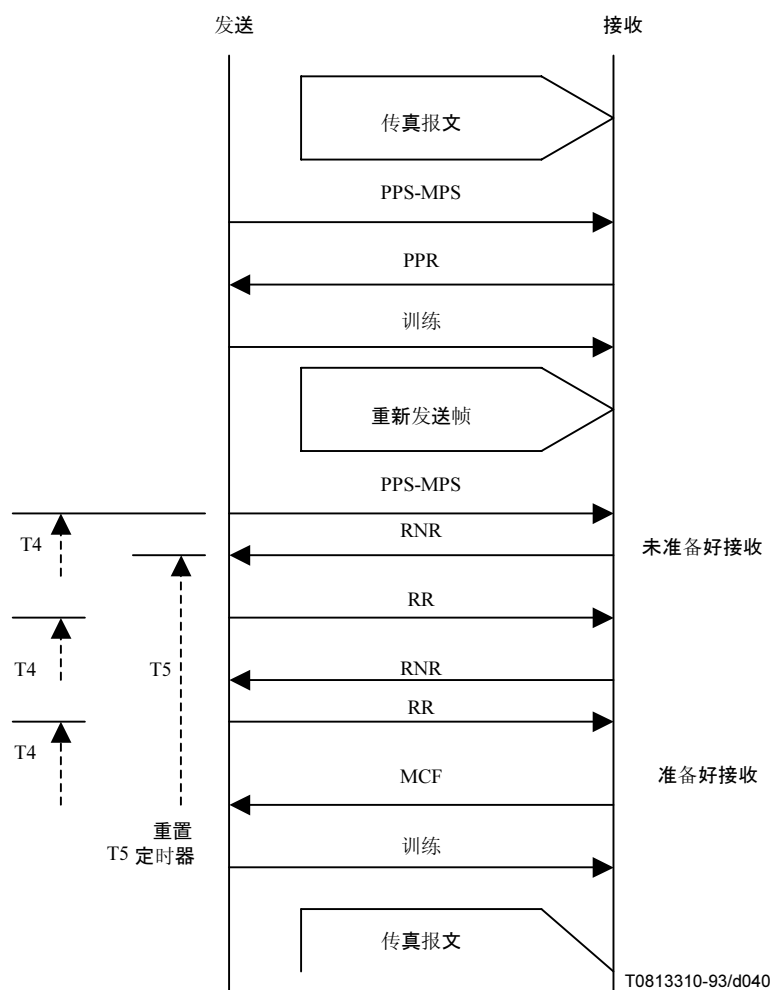 发送
接收
传真报文
PPS-MPS
PPR
训练
重新发送帧
PPS-MPS
T4
RNR
未准备好接收
RR
T4
T5
RNR
RR
T4
MCF
准备好接收
重置
T5 定时器
训练
传真报文
T0813310-93/d040